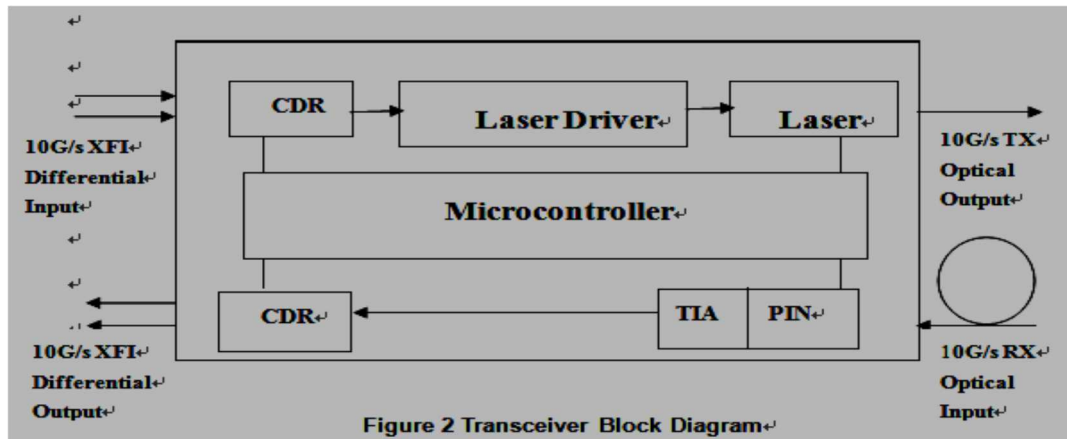 CDR
Laser Driver
Laser
10G/s XFI
Differential
Input
10G/s TX
Optical
Output
Microcontroller
CDR
TIA
PIN
10G/s XFI
Differential
Output
10G/s RX
Optical
Input
Figure 2 Transceiver Block Diagram